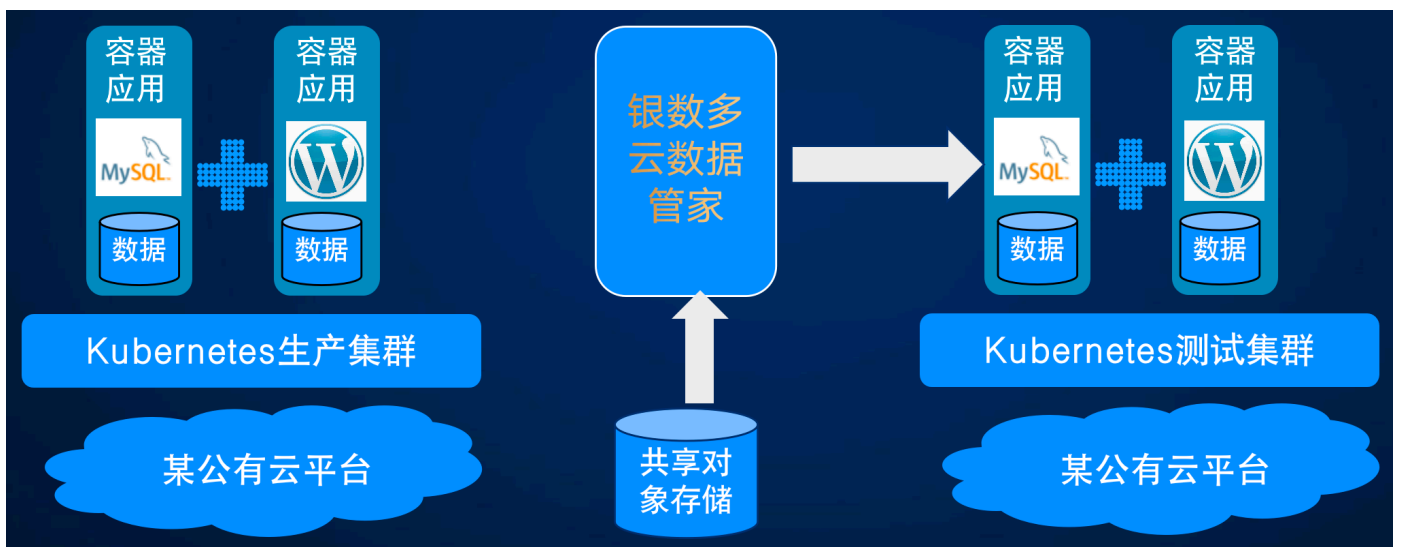 容器
应用
MySQL
数据
容器
应用
W
数据
Kubernetes生产集群
某公有云平台
银数多
云数据
管家
共享对
象存储
容器
应用
MySQL
数据
容器
应用
W
数据
Kubernetes测试集群
某公有云平台